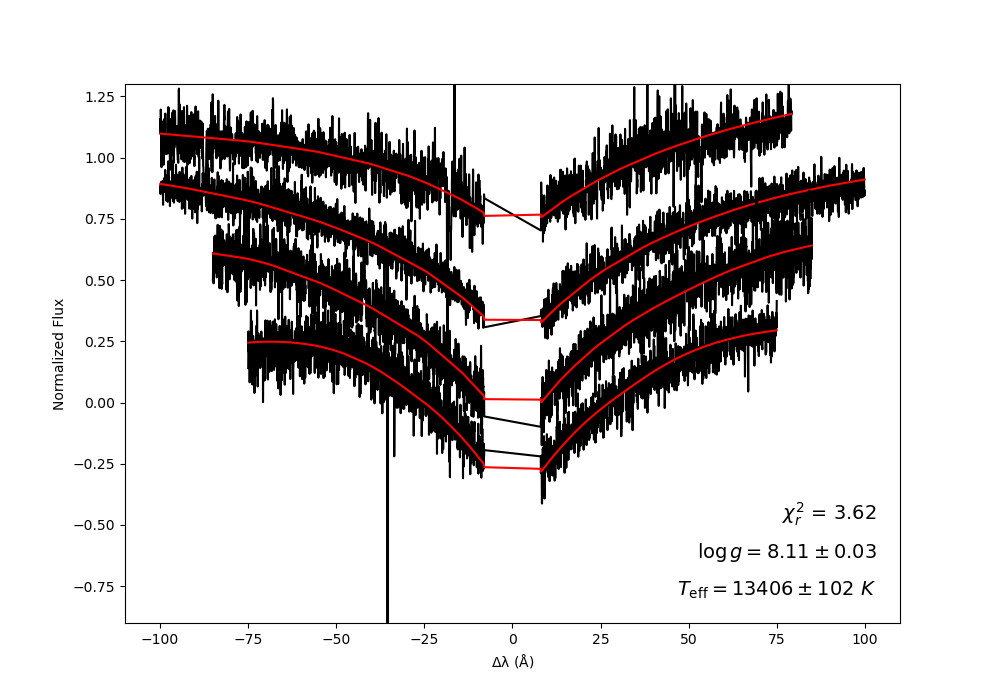 1.25
1.00
0.75
0.50
0.25
0.00
−0.25
−0.50
−0.75
Normalized Flux
χ²ᵣ = 3.62
log g = 8.11 ± 0.03
T_eff = 13406 ± 102 K
−100 −75 −50 −25 0 25 50 75 100
Δλ (Å)